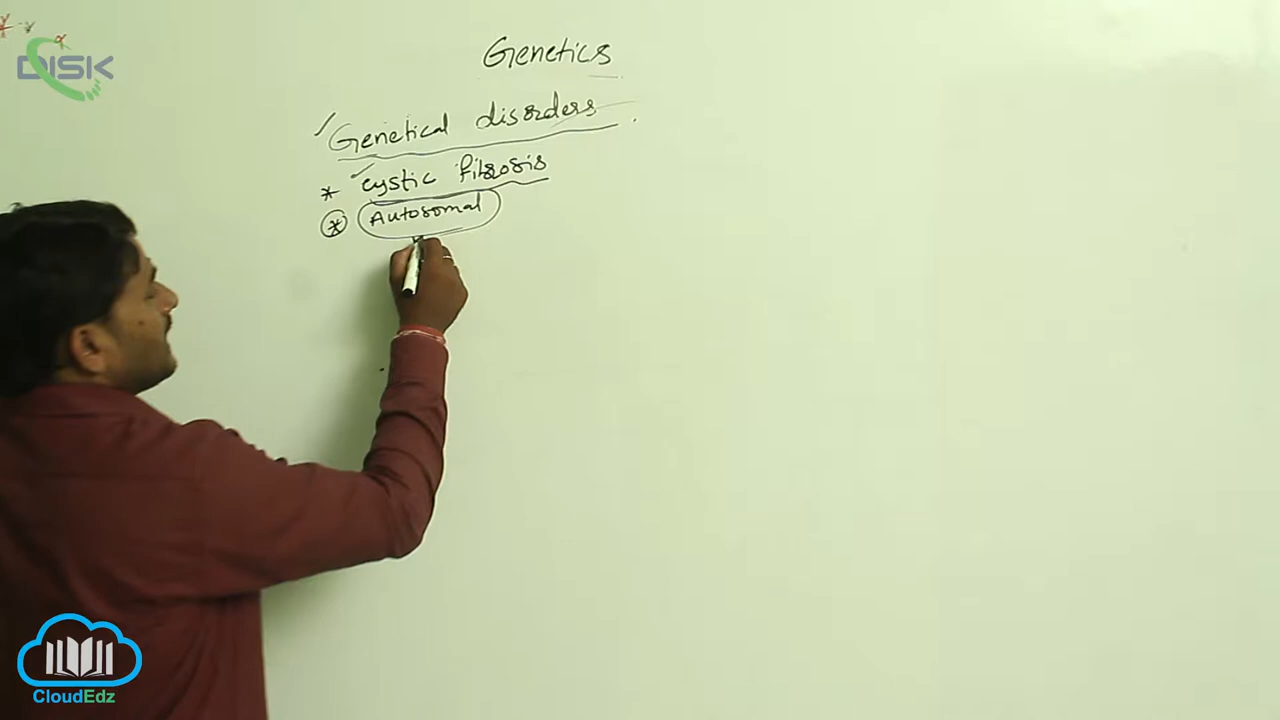 Genetics
DISK
Genetical disorders.
* cystic fibrosis
* Autosomal
CloudEdz